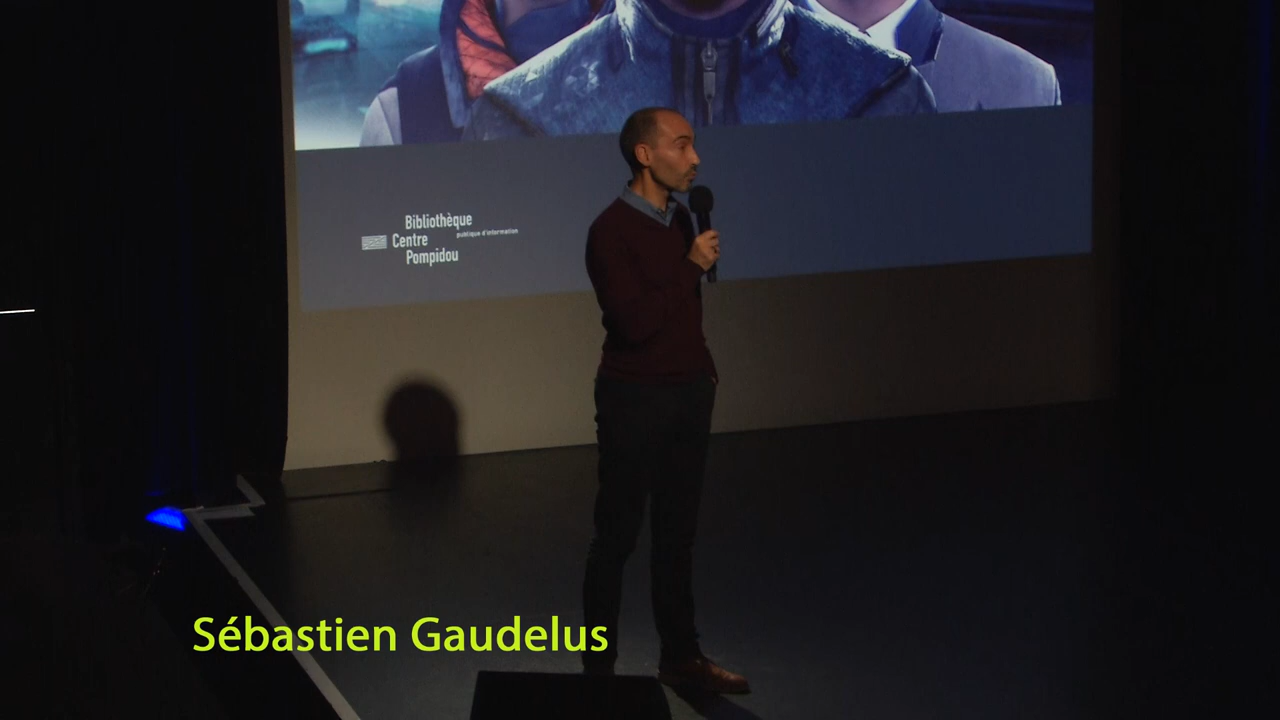 Bibliothèque
publique d'information
Centre
Pompidou
Sébastien Gaudelus